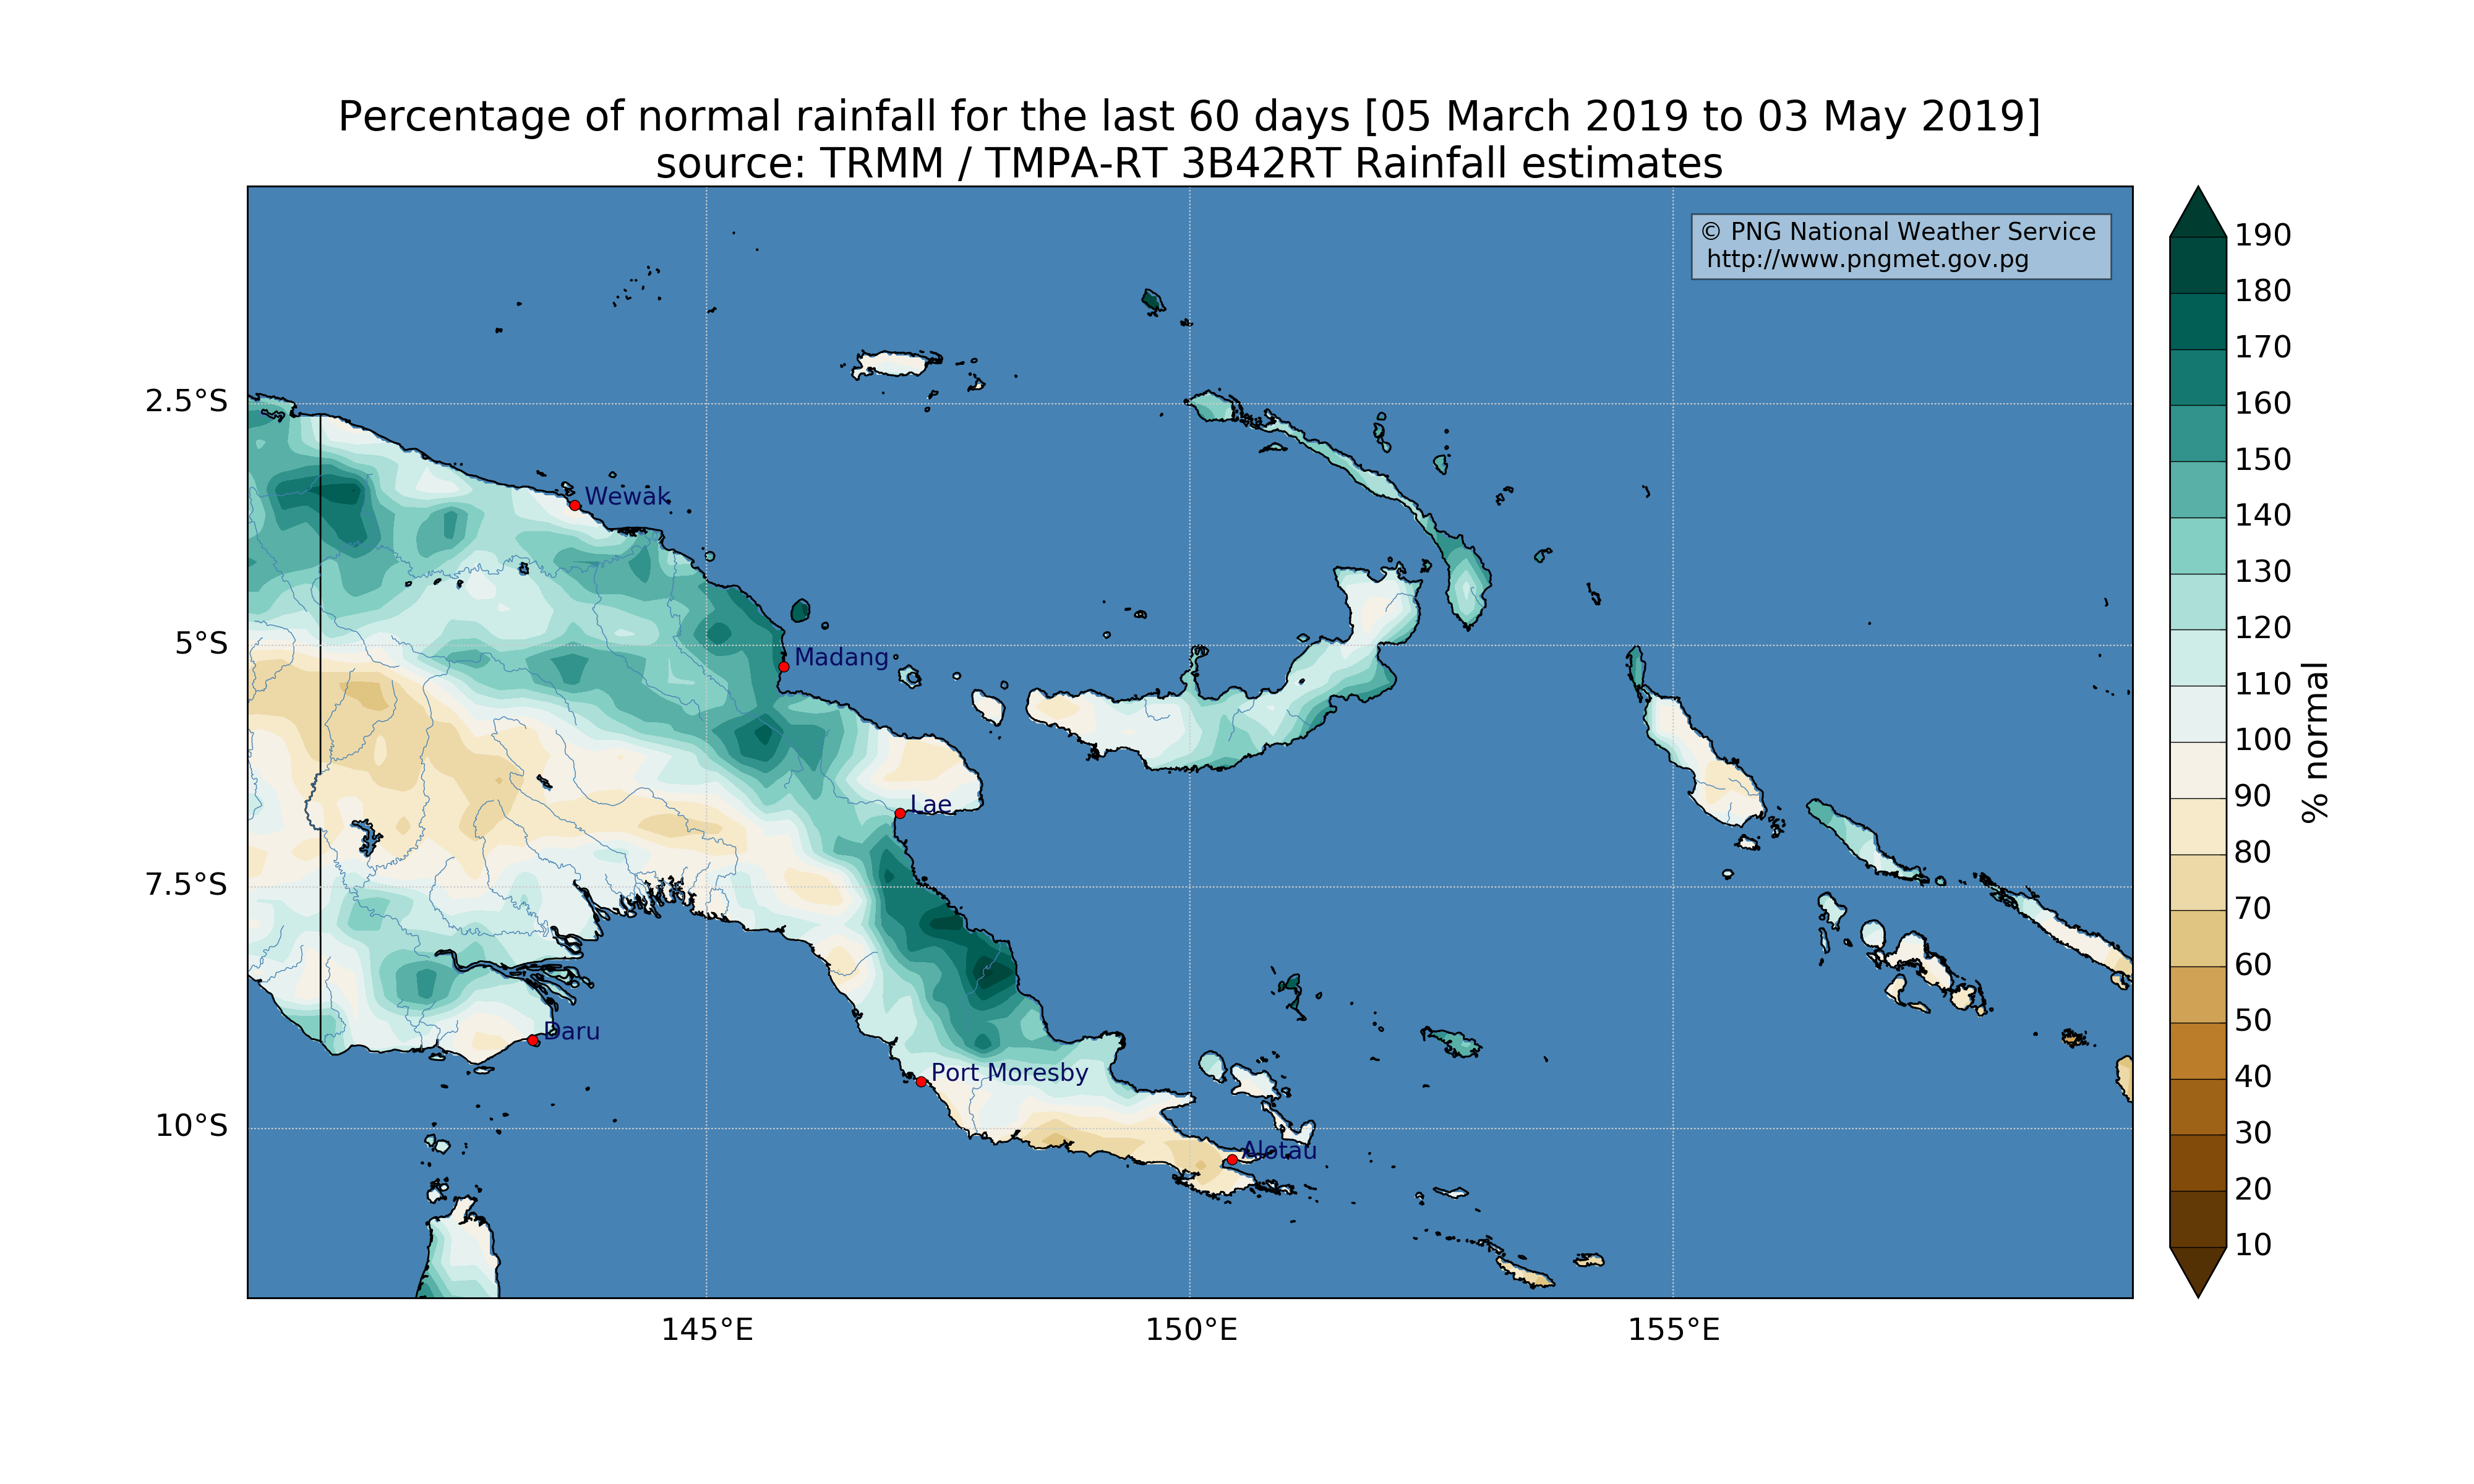 Percentage of normal rainfall for the last 60 days [05 March 2019 to 03 May 2019]
source: TRMM / TMPA-RT 3B42RT Rainfall estimates
© PNG National Weather Service
http://www.pngmet.gov.pg
190
180
170
160
150
140
130
120
110
100
90
80
70
60
50
40
30
20
10
% normal
2.5°S
5°S
7.5°S
10°S
Wewak
Madang
Lae
Daru
Port Moresby
Alotau
145°E
150°E
155°E